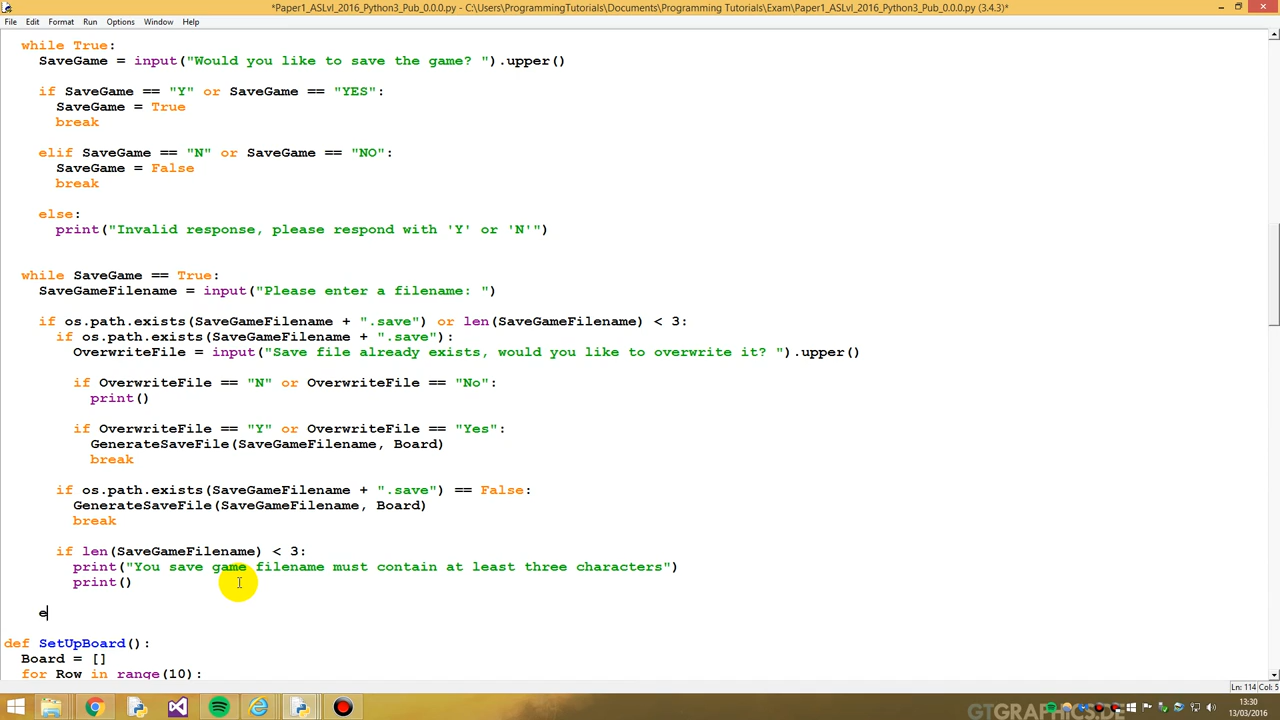 *Paper1_ASLvl_2016_Python3_Pub_0.0.0.py - C:\Users\ProgrammingTutorials\Documents\Programming Tutorials\Exam\Paper1_ASLvl_2016_Python3_Pub_0.0.0.py (3.4.3)*
File Edit Format Run Options Window Help
while True:
SaveGame = input("Would you like to save the game? ").upper()
if SaveGame == "Y" or SaveGame == "YES":
SaveGame = True
break
elif SaveGame == "N" or SaveGame == "NO":
SaveGame = False
break
else:
print("Invalid response, please respond with 'Y' or 'N'")
while SaveGame == True:
SaveGameFilename = input("Please enter a filename: ")
if os.path.exists(SaveGameFilename + ".save") or len(SaveGameFilename) < 3:
if os.path.exists(SaveGameFilename + ".save"):
OverwriteFile = input("Save file already exists, would you like to overwrite it? ").upper()
if OverwriteFile == "N" or OverwriteFile == "No":
print()
if OverwriteFile == "Y" or OverwriteFile == "Yes":
GenerateSaveFile(SaveGameFilename, Board)
break
if os.path.exists(SaveGameFilename + ".save") == False:
GenerateSaveFile(SaveGameFilename, Board)
break
if len(SaveGameFilename) < 3:
print("You save game filename must contain at least three characters")
print()
e
def SetUpBoard():
Board = []
for Row in range(10):
Ln: 114 Col: 5
13:30
13/03/2016
GTGRAPHICS.DE